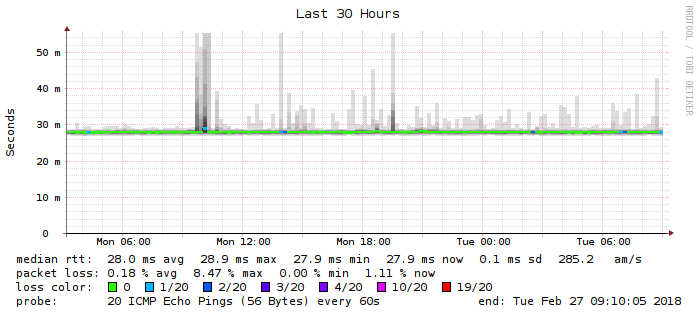 Last 30 Hours
RRDTOOL / TOBI OETIKER
Seconds
50 m
40 m
30 m
20 m
10 m
0
Mon 06:00 Mon 12:00 Mon 18:00 Tue 00:00 Tue 06:00
median rtt: 28.0 ms avg 28.9 ms max 27.9 ms min 27.9 ms now 0.1 ms sd 285.2 am/s
packet loss: 0.18 % avg 8.47 % max 0.00 % min 1.11 % now
loss color: 0 1/20 2/20 3/20 4/20 10/20 19/20
probe: 20 ICMP Echo Pings (56 Bytes) every 60s end: Tue Feb 27 09:10:05 2018